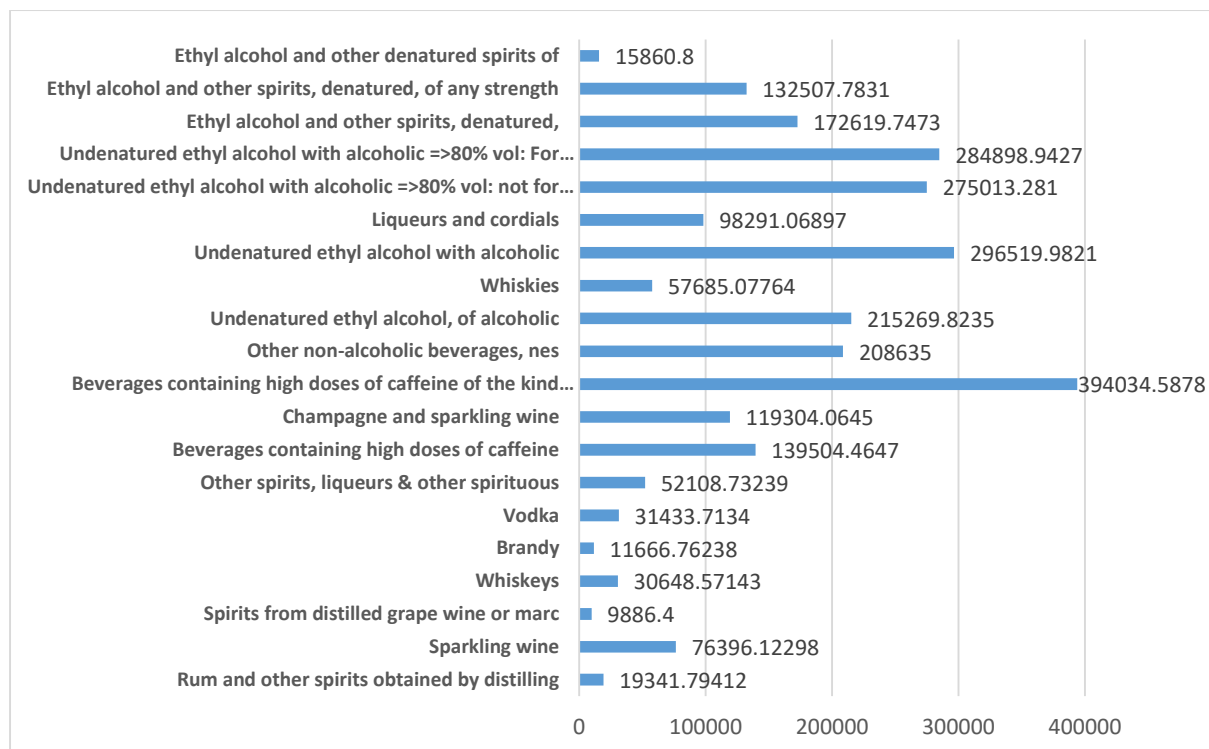 Ethyl alcohol and other denatured spirits of 15860.8
Ethyl alcohol and other spirits, denatured, of any strength 132507.7831
Ethyl alcohol and other spirits, denatured, 172619.7473
Undenatured ethyl alcohol with alcoholic =>80% vol: For... 284898.9427
Undenatured ethyl alcohol with alcoholic =>80% vol: not for... 275013.281
Liqueurs and cordials 98291.06897
Undenatured ethyl alcohol with alcoholic 296519.9821
Whiskies 57685.07764
Undenatured ethyl alcohol, of alcoholic 215269.8235
Other non-alcoholic beverages, nes 208635
Beverages containing high doses of caffeine of the kind... 394034.5878
Champagne and sparkling wine 119304.0645
Beverages containing high doses of caffeine 139504.4647
Other spirits, liqueurs & other spirituous 52108.73239
Vodka 31433.7134
Brandy 11666.76238
Whiskeys 30648.57143
Spirits from distilled grape wine or marc 9886.4
Sparkling wine 76396.12298
Rum and other spirits obtained by distilling 19341.79412
0 100000 200000 300000 400000